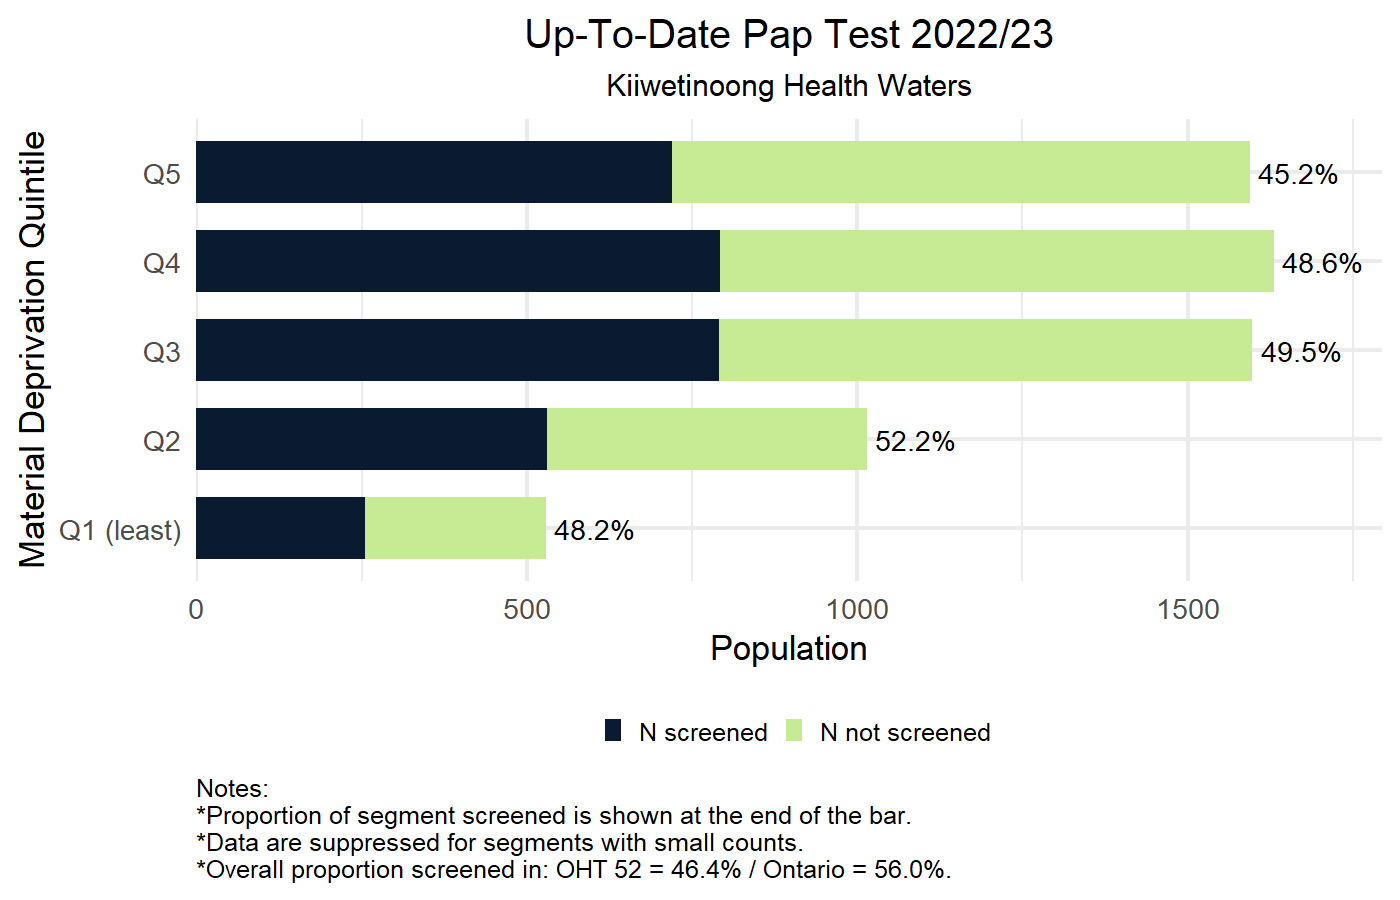 Up-To-Date Pap Test 2022/23
Kiiwetinoong Health Waters
Material Deprivation Quintile
Q5
45.2%
Q4
48.6%
Q3
49.5%
Q2
52.2%
Q1 (least)
48.2%
0
500
1000
1500
Population
N screened
N not screened
Notes:
*Proportion of segment screened is shown at the end of the bar.
*Data are suppressed for segments with small counts.
*Overall proportion screened in: OHT 52 = 46.4% / Ontario = 56.0%.